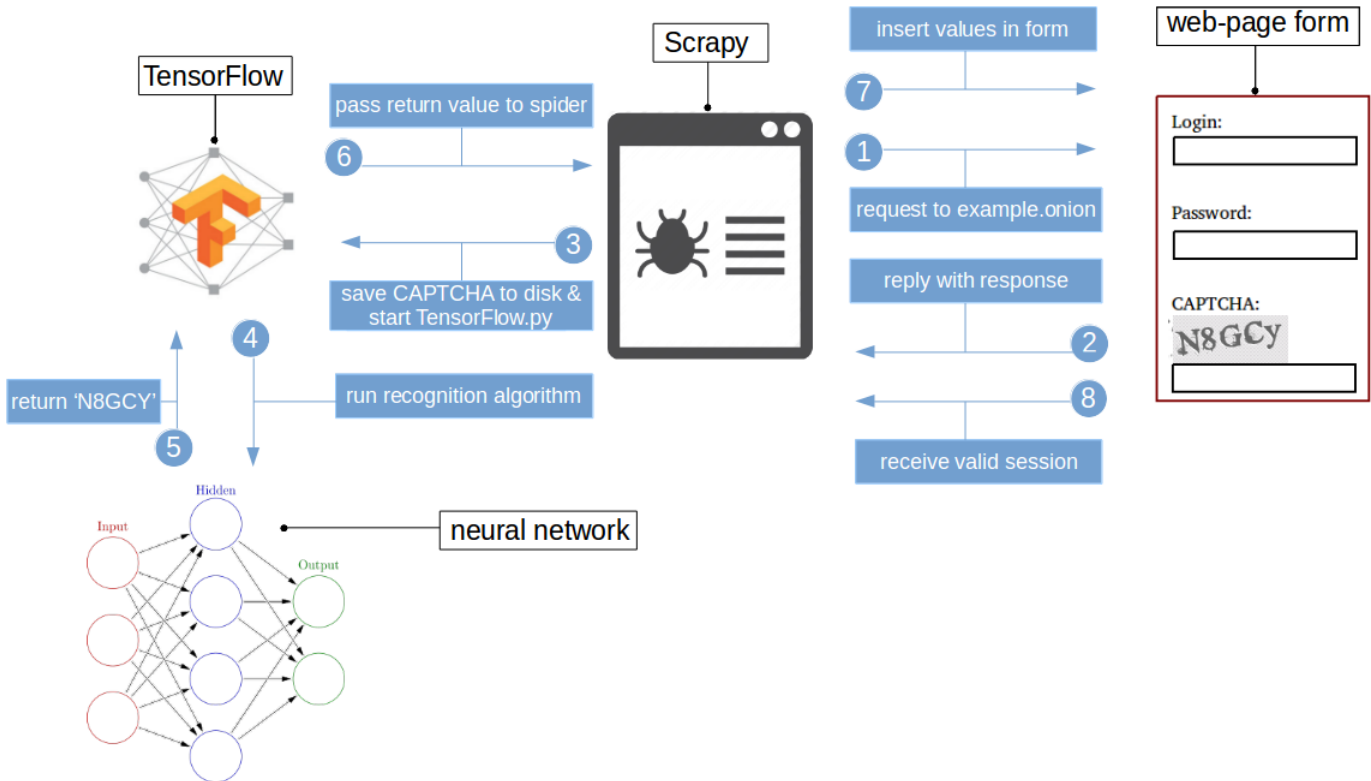 TensorFlow
Scrapy
web-page form
insert values in form
7
pass return value to spider
6
1
request to example.onion
3
save CAPTCHA to disk &
start TensorFlow.py
reply with response
2
8
receive valid session
4
run recognition algorithm
return ‘N8GCY’
5
Login:
Password:
CAPTCHA:
N8GCy
neural network
Hidden
Input
Output